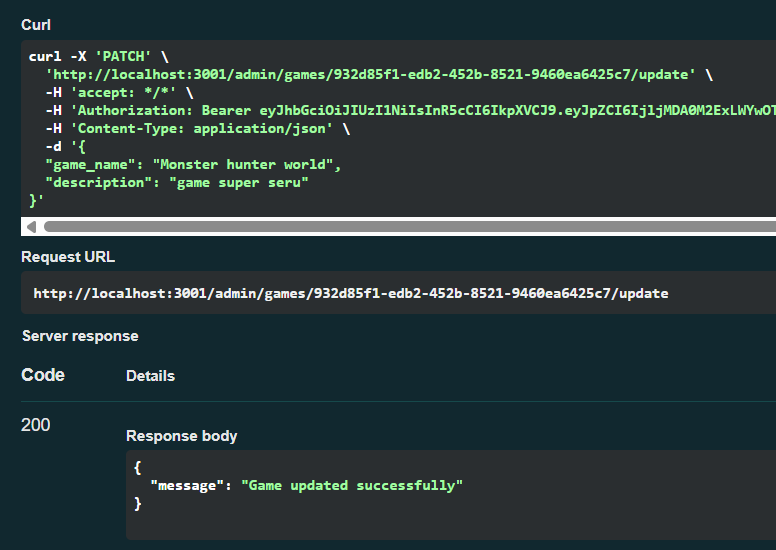 Curl
curl -X 'PATCH' \
'http://localhost:3001/admin/games/932d85f1-edb2-452b-8521-9460ea6425c7/update' \
-H 'accept: */*' \
-H 'Authorization: Bearer eyJhbGciOiJIUzI1NiIsInR5cCI6IkpXVCJ9.eyJpZCI6IjljMDA0M2ExLWYwOT
-H 'Content-Type: application/json' \
-d '{
"game_name": "Monster hunter world",
"description": "game super seru"
}'
Request URL
http://localhost:3001/admin/games/932d85f1-edb2-452b-8521-9460ea6425c7/update
Server response
Code Details
200
Response body
{
"message": "Game updated successfully"
}